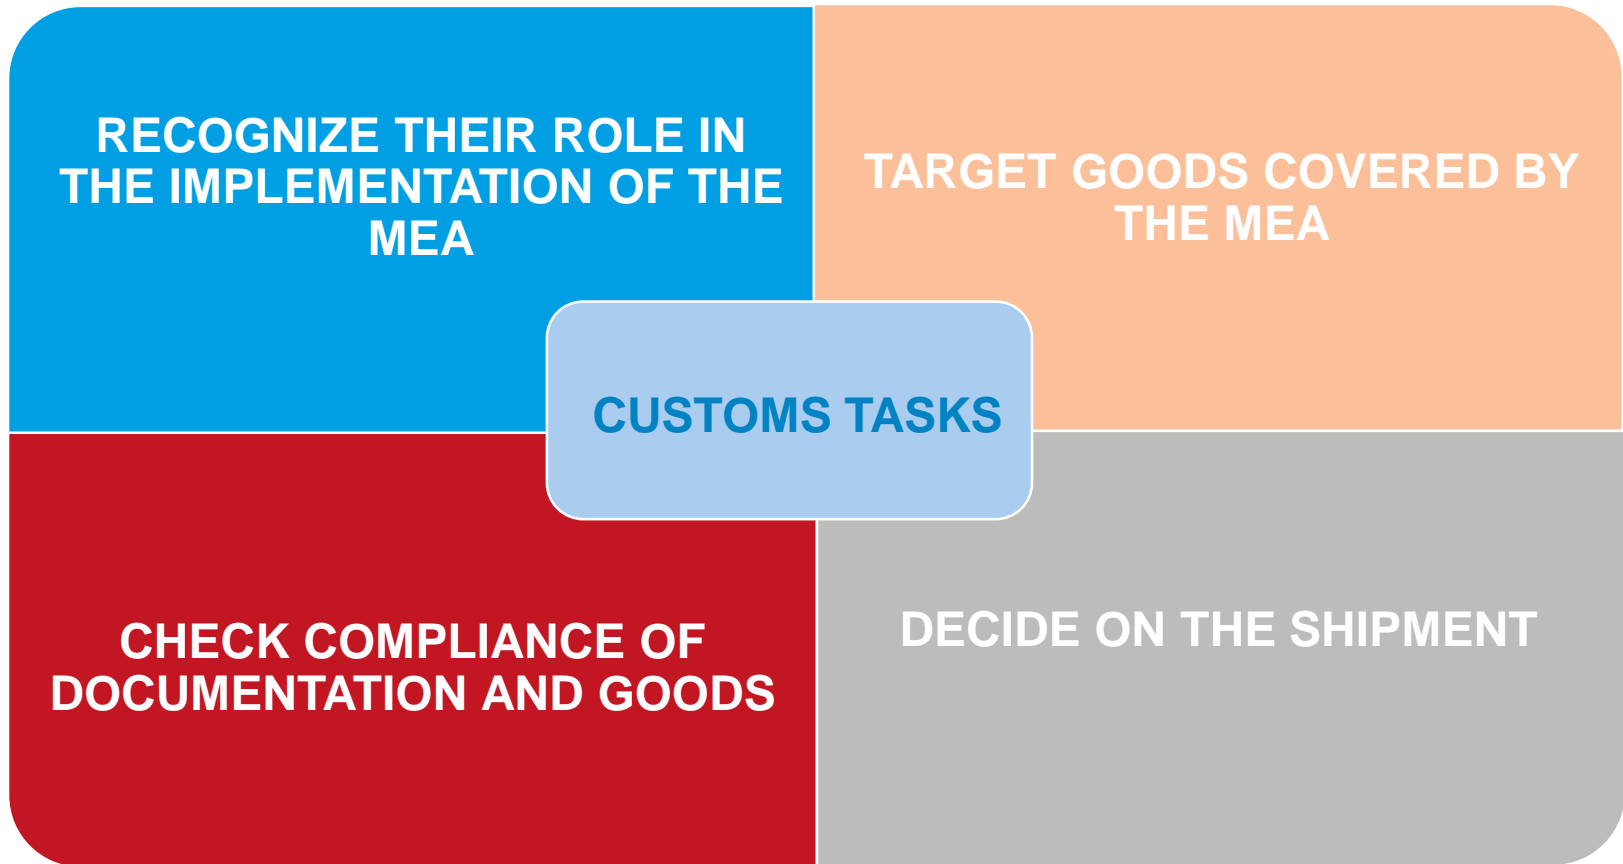 RECOGNIZE THEIR ROLE IN
THE IMPLEMENTATION OF THE
MEA
TARGET GOODS COVERED BY
THE MEA
CUSTOMS TASKS
CHECK COMPLIANCE OF
DOCUMENTATION AND GOODS
DECIDE ON THE SHIPMENT